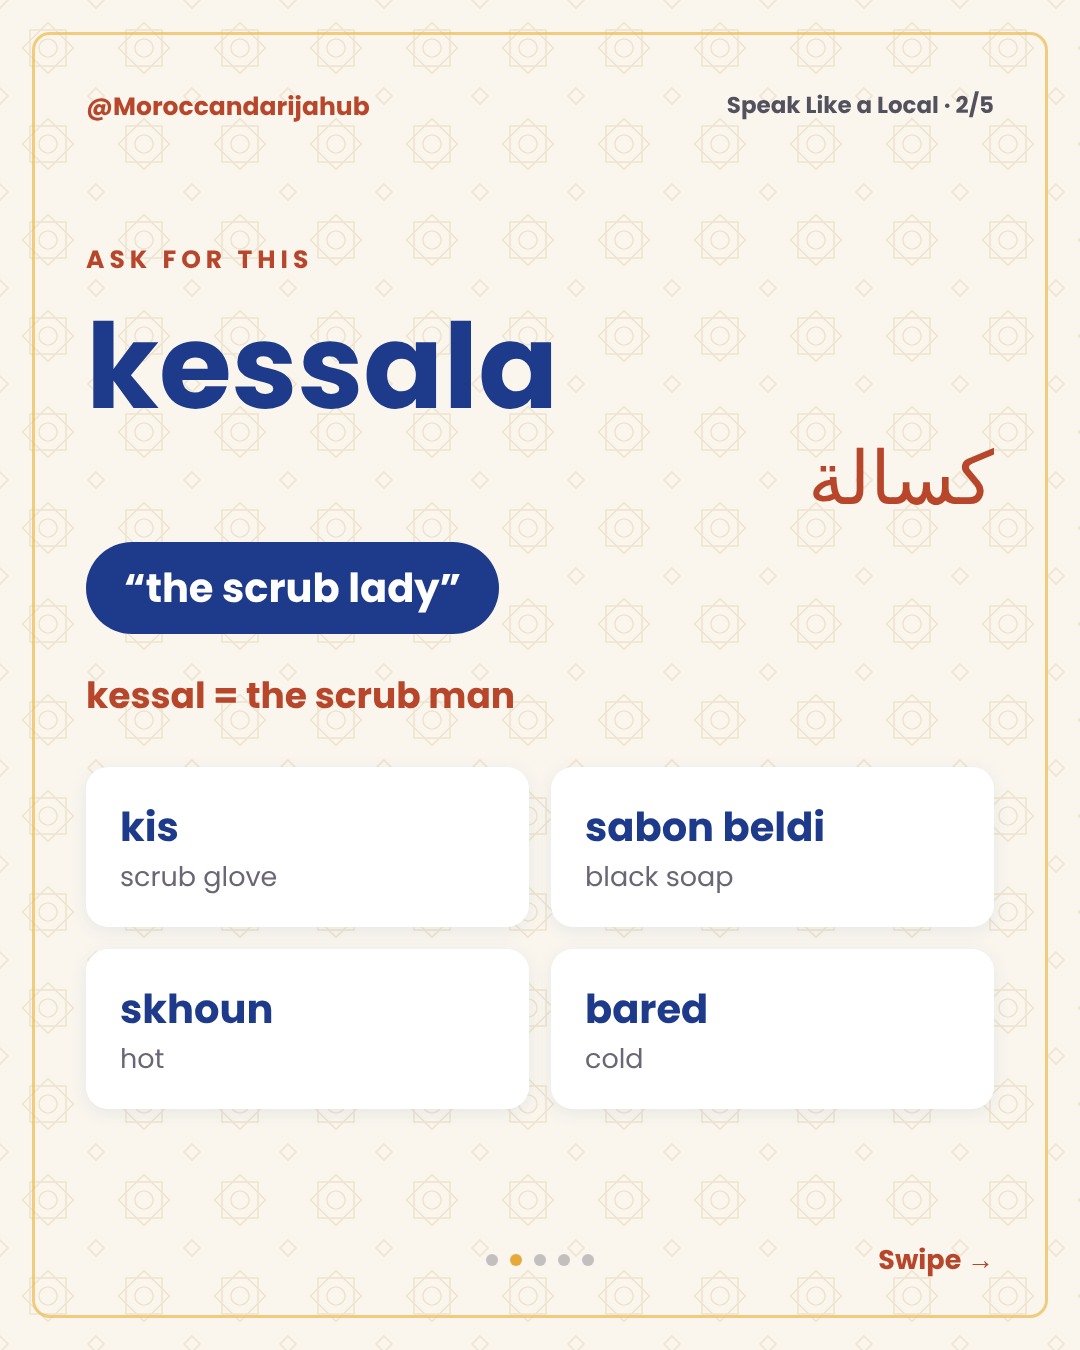 @Moroccandarijahub
Speak Like a Local · 2/5
ASK FOR THIS
kessala
كسالة
“the scrub lady”
kessal = the scrub man
kis
scrub glove
sabon beldi
black soap
skhoun
hot
bared
cold
Swipe →